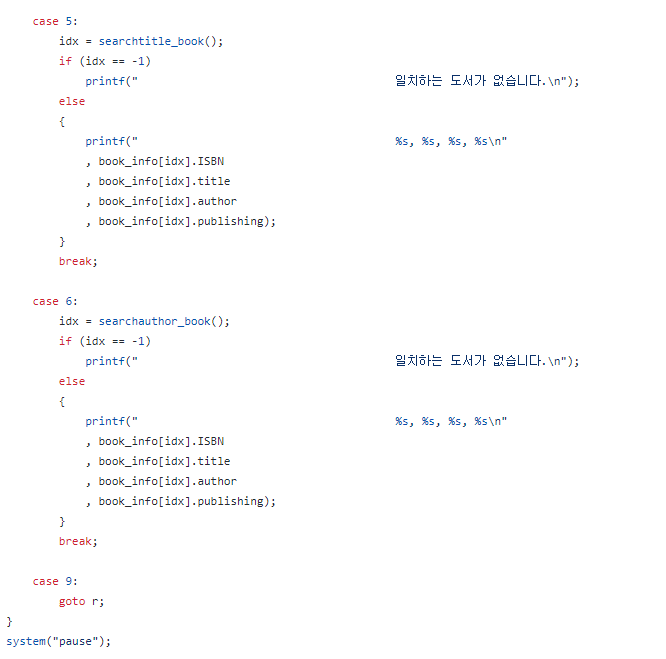 case 5:
idx = searchtitle_book();
if (idx == -1)
printf("                                       일치하는 도서가 없습니다.\n");
else
{
printf("                                       %s, %s, %s, %s\n"
, book_info[idx].ISBN
, book_info[idx].title
, book_info[idx].author
, book_info[idx].publishing);
}
break;
case 6:
idx = searchauthor_book();
if (idx == -1)
printf("                                       일치하는 도서가 없습니다.\n");
else
{
printf("                                       %s, %s, %s, %s\n"
, book_info[idx].ISBN
, book_info[idx].title
, book_info[idx].author
, book_info[idx].publishing);
}
break;
case 9:
goto r;
}
system("pause");